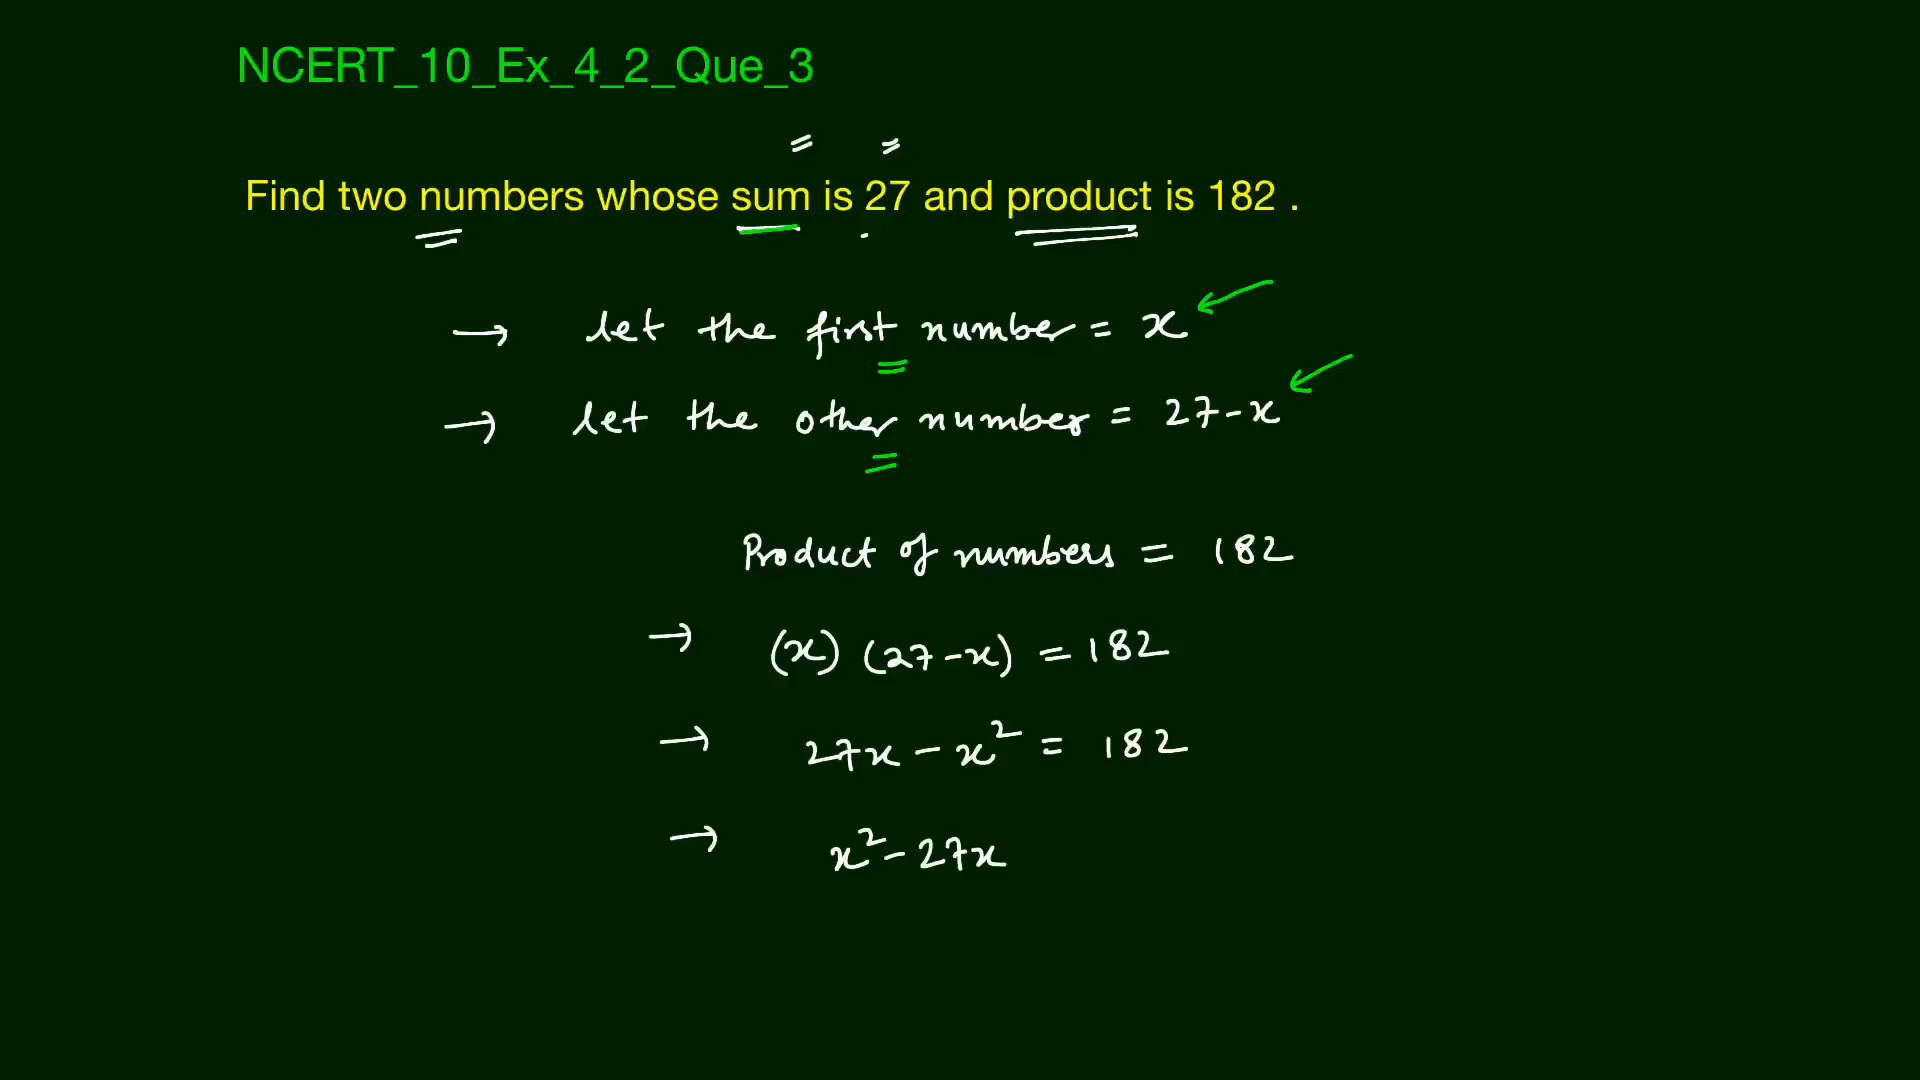 NCERT_10_Ex_4_2_Que_3
Find two numbers whose sum is 27 and product is 182 .
→ let the first number = x
→ let the other number = 27-x
Product of numbers = 182
→ (x) (27-x) = 182
→ 27x - x² = 182
→ x² - 27x